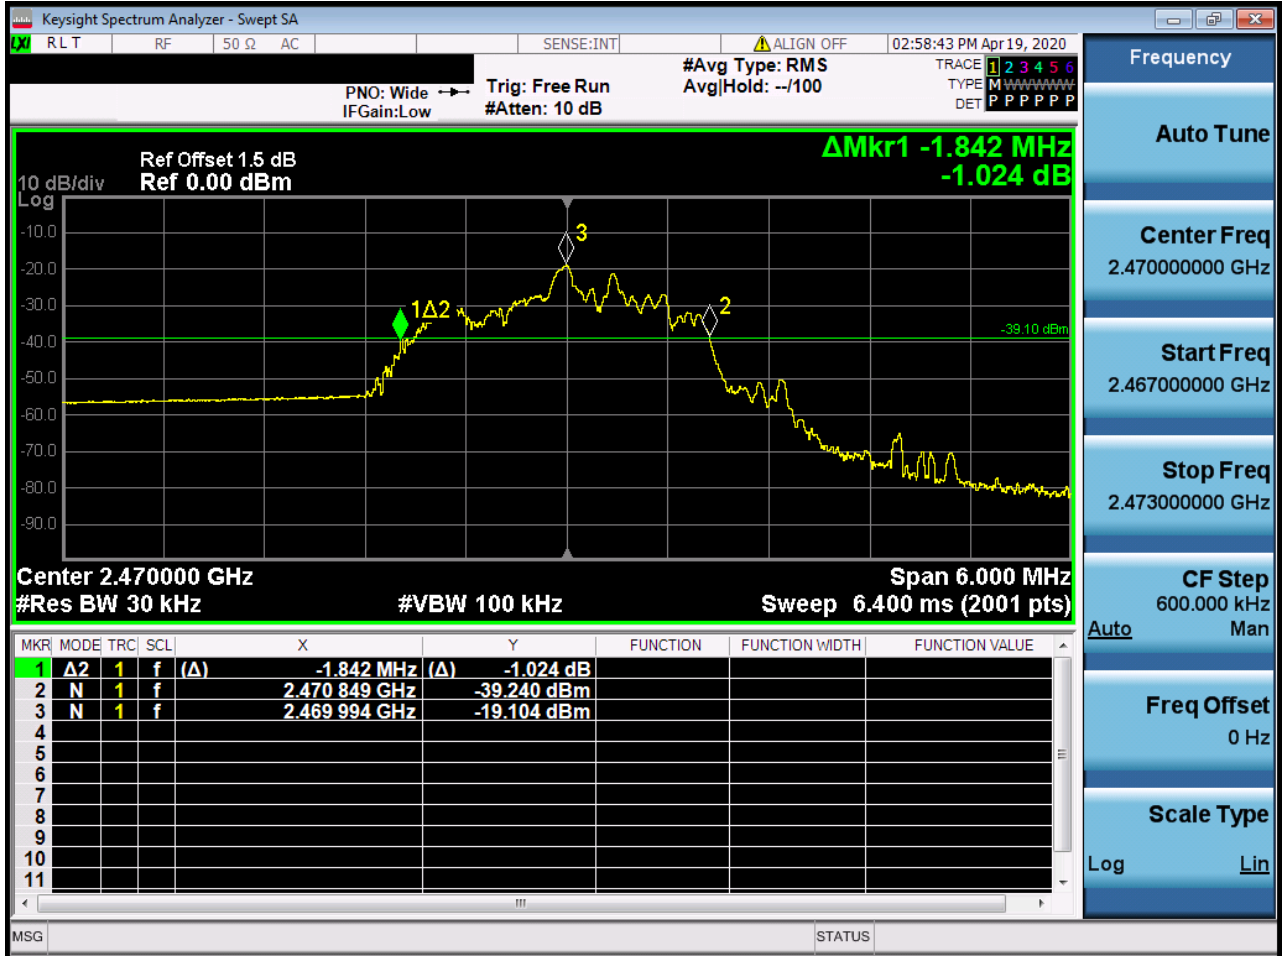 Keysight Spectrum Analyzer - Swept SA
LXI RLT RF 50 Ω AC SENSE:INT ALIGN OFF 02:58:43 PM Apr 19, 2020
PNO: Wide
IFGain:Low
Trig: Free Run
#Atten: 10 dB
#Avg Type: RMS
Avg|Hold: --/100
TRACE 1 2 3 4 5 6
TYPE M WWWWW
DET P P P P P P
ΔMkr1 -1.842 MHz
-1.024 dB
Ref Offset 1.5 dB
10 dB/div Ref 0.00 dBm
Log
-10.0
-20.0
-30.0
-40.0
-50.0
-60.0
-70.0
-80.0
-90.0
3
1Δ2
2
-39.10 dBm
Center 2.470000 GHz Span 6.000 MHz
#Res BW 30 kHz #VBW 100 kHz Sweep 6.400 ms (2001 pts)
MKR MODE TRC SCL X Y FUNCTION FUNCTION WIDTH FUNCTION VALUE
1 Δ2 1 f (Δ) -1.842 MHz (Δ) -1.024 dB
2 N 1 f 2.470 849 GHz -39.240 dBm
3 N 1 f 2.469 994 GHz -19.104 dBm
4
5
6
7
8
9
10
11
MSG STATUS
Frequency
Auto Tune
Center Freq
2.470000000 GHz
Start Freq
2.467000000 GHz
Stop Freq
2.473000000 GHz
CF Step
600.000 kHz
Auto Man
Freq Offset
0 Hz
Scale Type
Log Lin